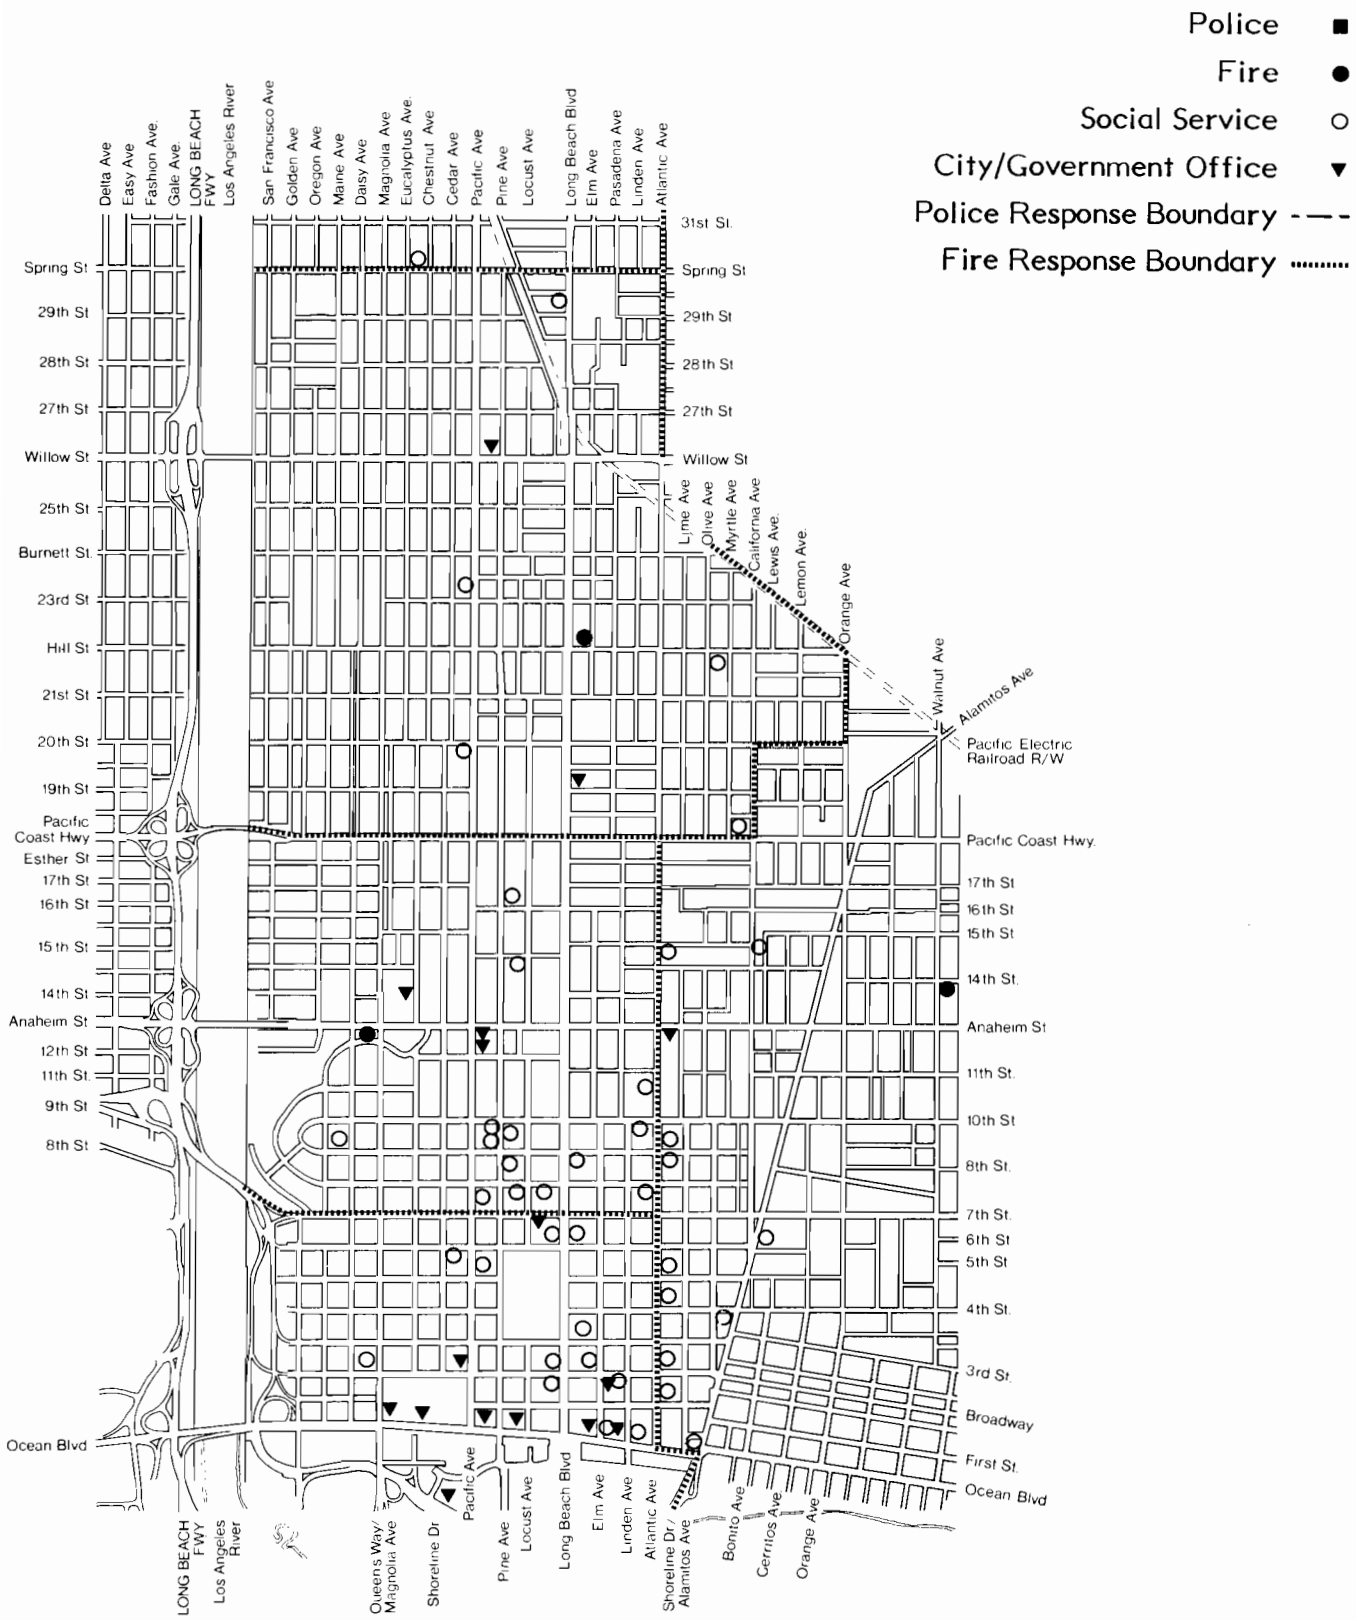 Police
Fire
Social Service
City/Government Office
Police Response Boundary
Fire Response Boundary
Delta Ave
Easy Ave
Fashion Ave.
Gale Ave.
LONG BEACH
FWY
Los Angeles River
San Francisco Ave
Golden Ave
Oregon Ave
Maine Ave
Daisy Ave
Magnolia Ave
Eucalyptus Ave.
Chestnut Ave
Cedar Ave
Pacific Ave
Pine Ave
Locust Ave
Long Beach Blvd
Elm Ave
Pasadena Ave
Linden Ave
Atlantic Ave
31st St.
Spring St
29th St
28th St
27th St
Willow St
Spring St
29th St
28th St
27th St
Willow St
25th St
Burnett St.
23rd St
Hill St
21st St
20th St
19th St
Pacific
Coast Hwy
Esther St
17th St
16th St
15th St
14th St
Anaheim St
12th St
11th St.
9th St
8th St
Ocean Blvd
Lime Ave
Olive Ave
Myrtle Ave
California Ave
Lewis Ave.
Lemon Ave.
Orange Ave
Walnut Ave
Alamitos Ave
Pacific Electric
Railroad R/W
Pacific Coast Hwy.
17th St
16th St
15th St
14th St.
Anaheim St
11th St.
10th St
8th St.
7th St.
6th St
5th St
4th St.
3rd St.
Broadway
First St.
Ocean Blvd
LONG BEACH
FWY
Los Angeles
River
Queens Way/
Magnolia Ave
Shoreline Dr
Pacific Ave
Pine Ave
Locust Ave
Long Beach Blvd
Elm Ave
Linden Ave
Atlantic Ave
Shoreline Dr/
Alamitos Ave
Bonito Ave
Cerritos Ave.
Orange Ave